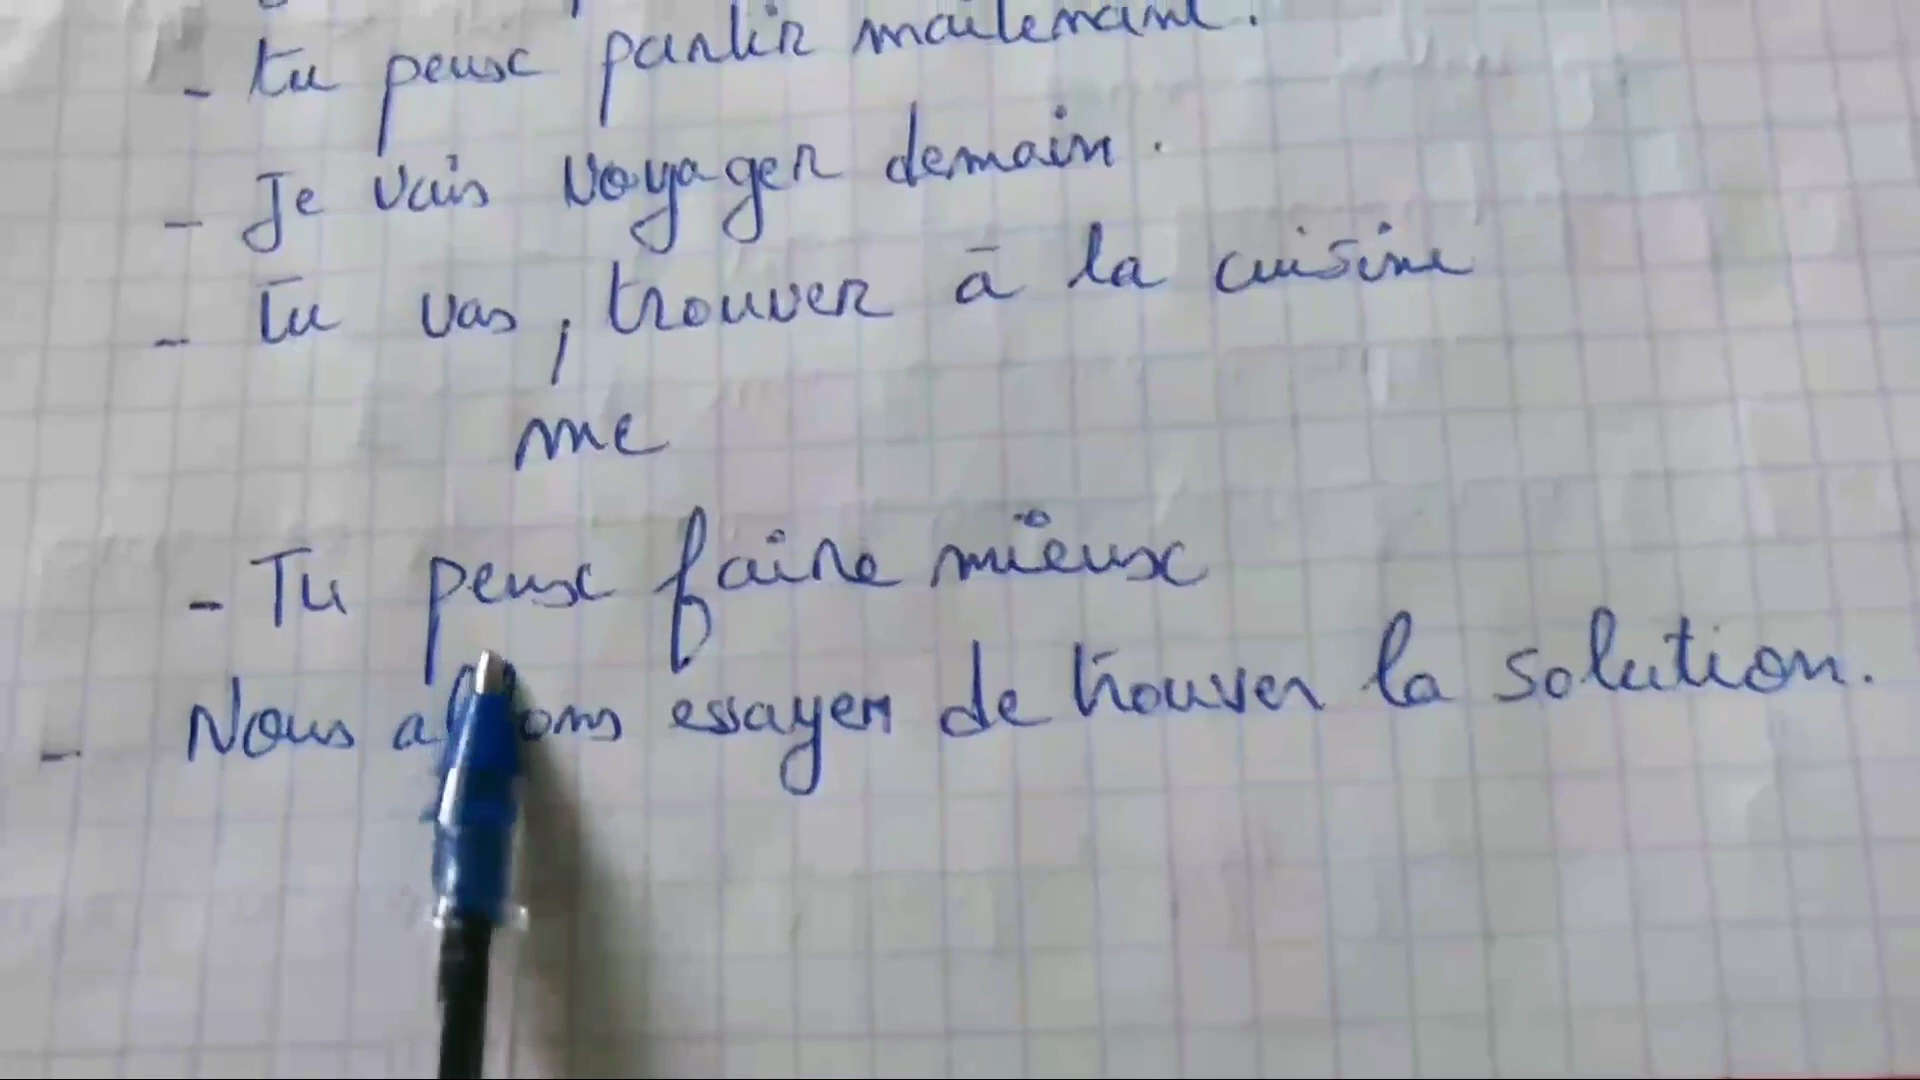 - tu peux partir maitenant.
- Je vais voyager demain.
- Tu vas, trouver à la cuisine
me
- Tu peux faire mieux
- Nous allons essayer de trouver la solution.